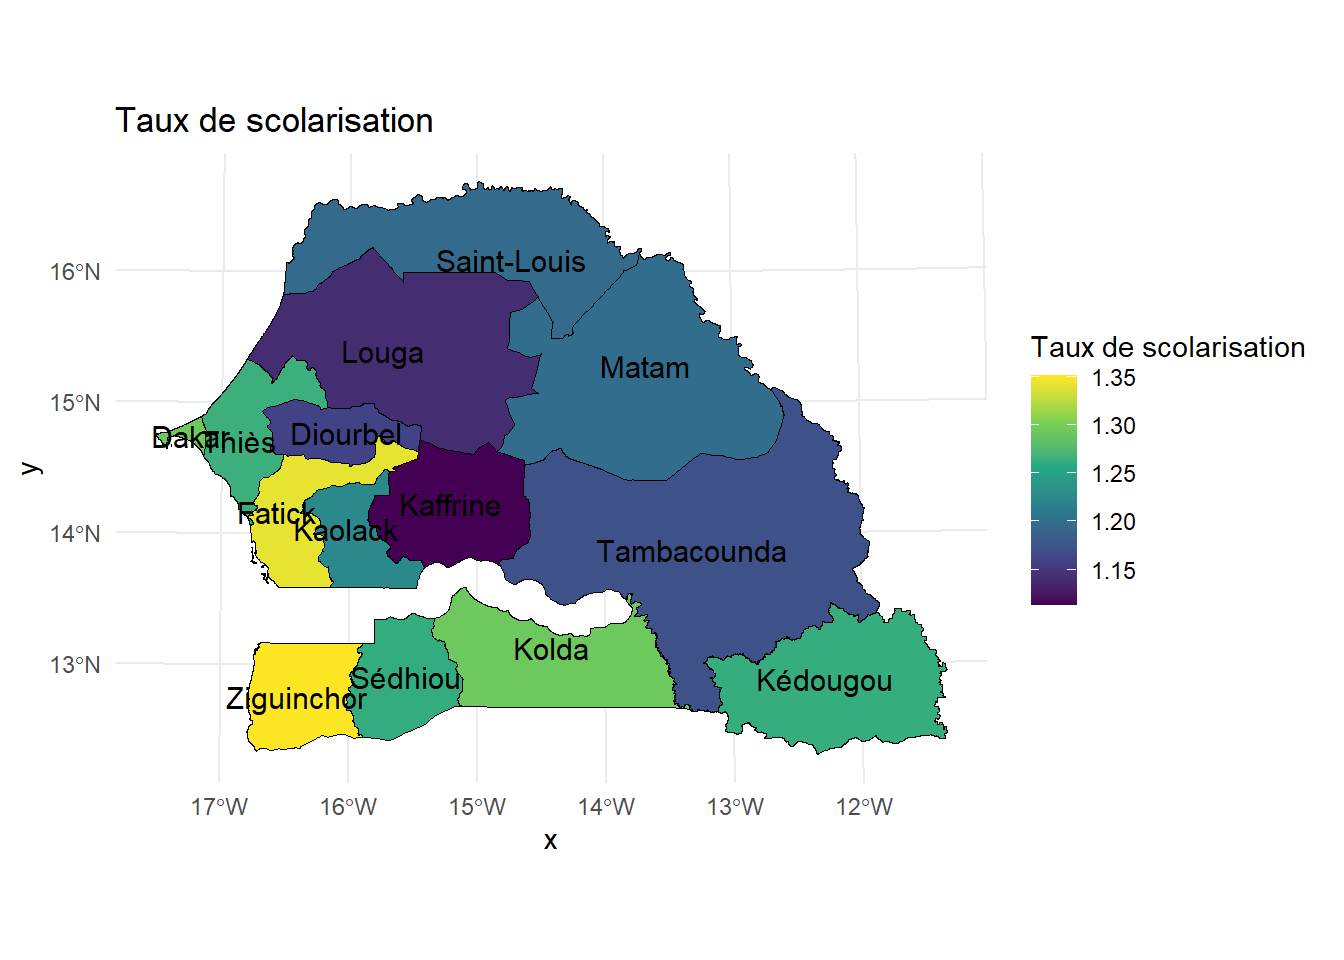 Taux de scolarisation
16°N
15°N
14°N
13°N
y
Saint-Louis
Louga
Matam
Dakar
Thiès
Diourbel
Fatick
Kaolack
Kaffrine
Tambacounda
Kolda
Sédhiou
Ziguinchor
Kédougou
17°W
16°W
15°W
14°W
13°W
12°W
x
Taux de scolarisation
1.35
1.30
1.25
1.20
1.15